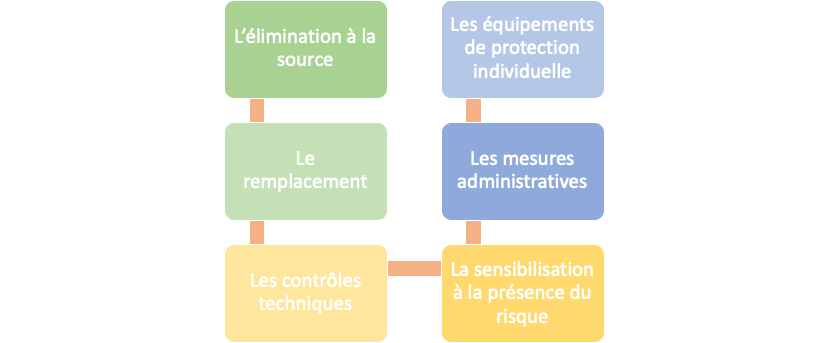 L'élimination à la
source
Le
remplacement
Les contrôles
techniques
La sensibilisation
à la présence du
risque
Les mesures
administratives
Les équipements
de protection
individuelle